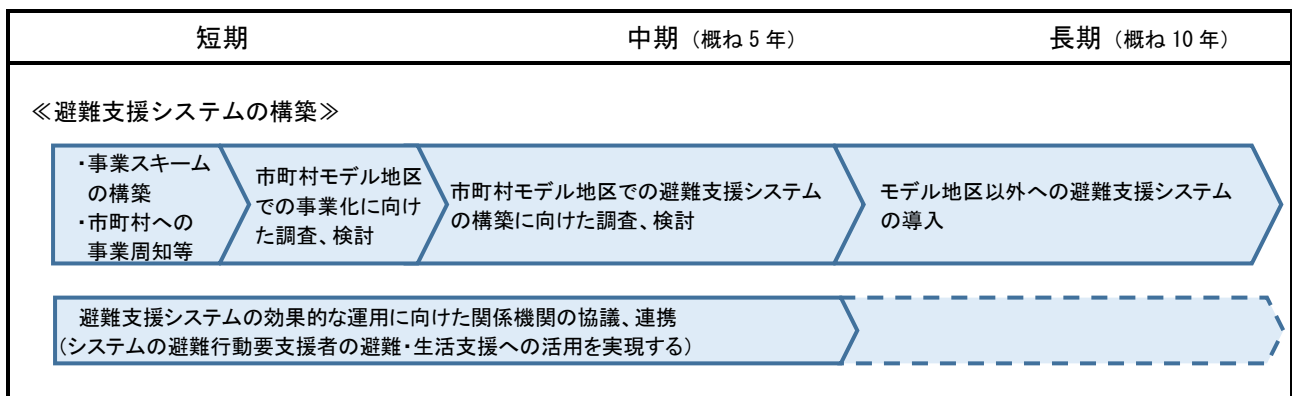 短期 中期（概ね5年） 長期（概ね10年）
≪避難支援システムの構築≫
・事業スキーム
の構築
・市町村への
事業周知等
市町村モデル地区
での事業化に向け
た調査、検討
市町村モデル地区での避難支援システム
の構築に向けた調査、検討
モデル地区以外への避難支援システム
の導入
避難支援システムの効果的な運用に向けた関係機関の協議、連携
（システムの避難行動要支援者の避難・生活支援への活用を実現する）